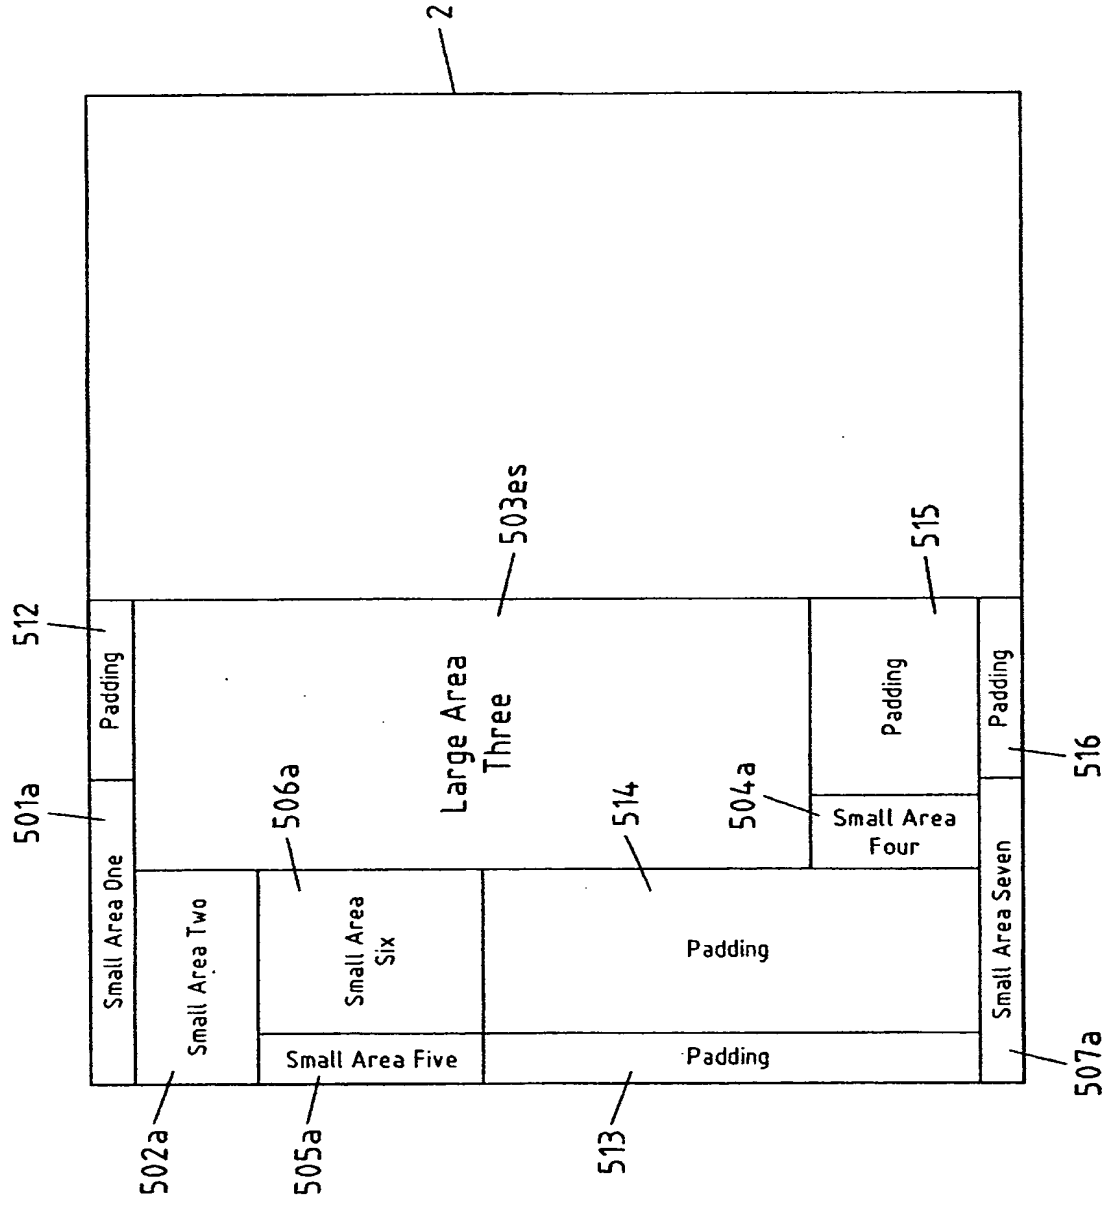 2
512
Padding
501a
Small Area One
502a
Small Area Two
503es
Large Area
Three
506a
Small Area
Six
505a
Small Area Five
514
Padding
513
Padding
504a
Small Area
Four
515
Padding
516
Padding
507a
Small Area Seven